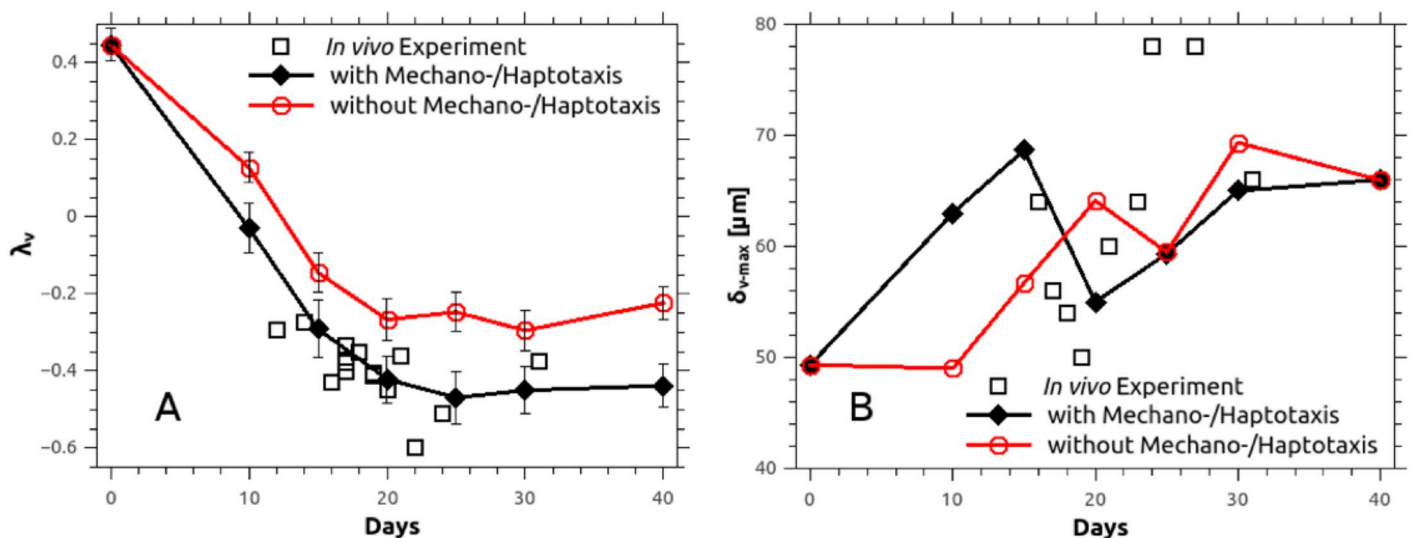 0.4
0.2
0
−0.2
−0.4
−0.6
λv
In vivo Experiment
with Mechano-/Haptotaxis
without Mechano-/Haptotaxis
A
0 10 20 30 40
Days
80
70
60
50
40
δv-max [µm]
In vivo Experiment
with Mechano-/Haptotaxis
without Mechano-/Haptotaxis
B
0 10 20 30 40
Days